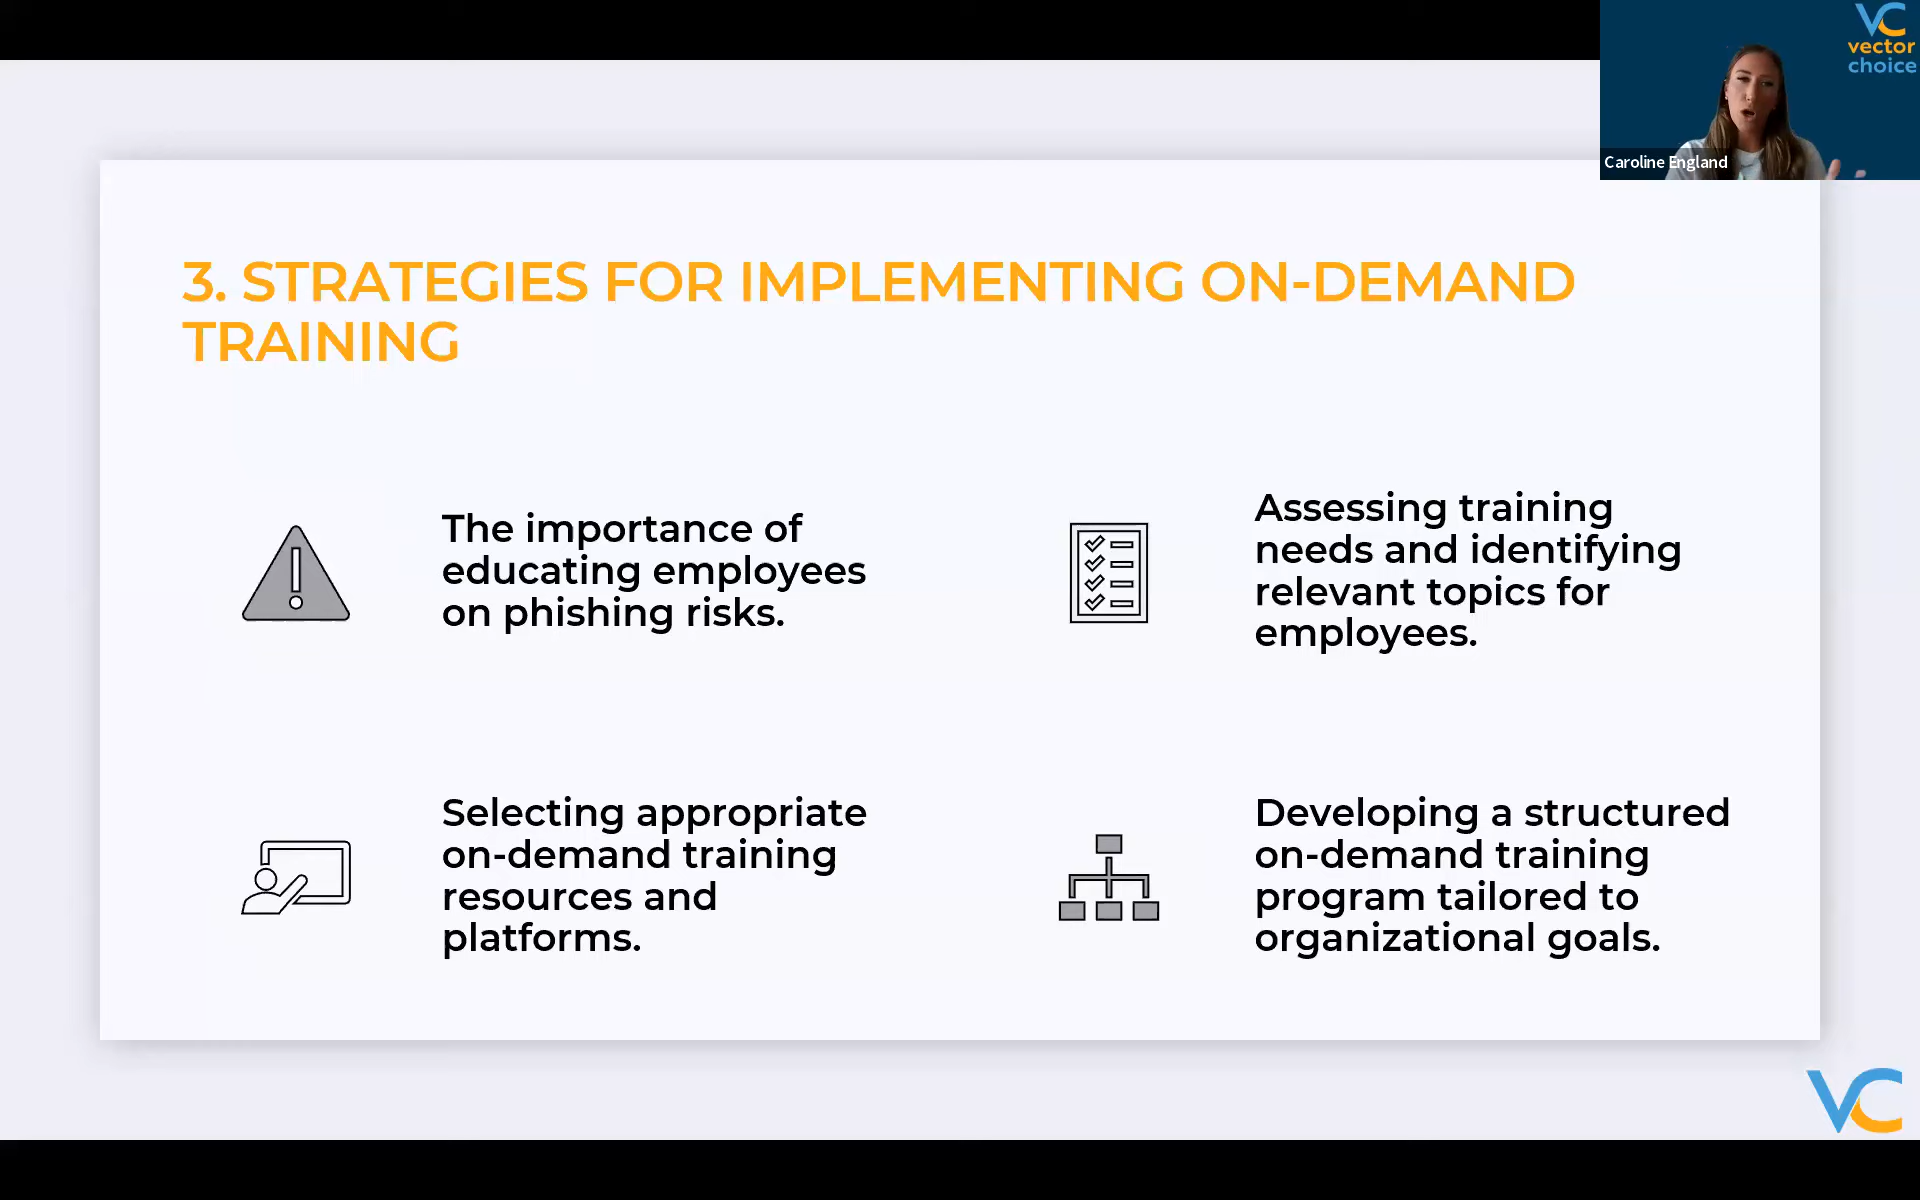 vector
choice
Caroline England
3. STRATEGIES FOR IMPLEMENTING ON-DEMAND
TRAINING
The importance of
educating employees
on phishing risks.
Assessing training
needs and identifying
relevant topics for
employees.
Selecting appropriate
on-demand training
resources and
platforms.
Developing a structured
on-demand training
program tailored to
organizational goals.
VC